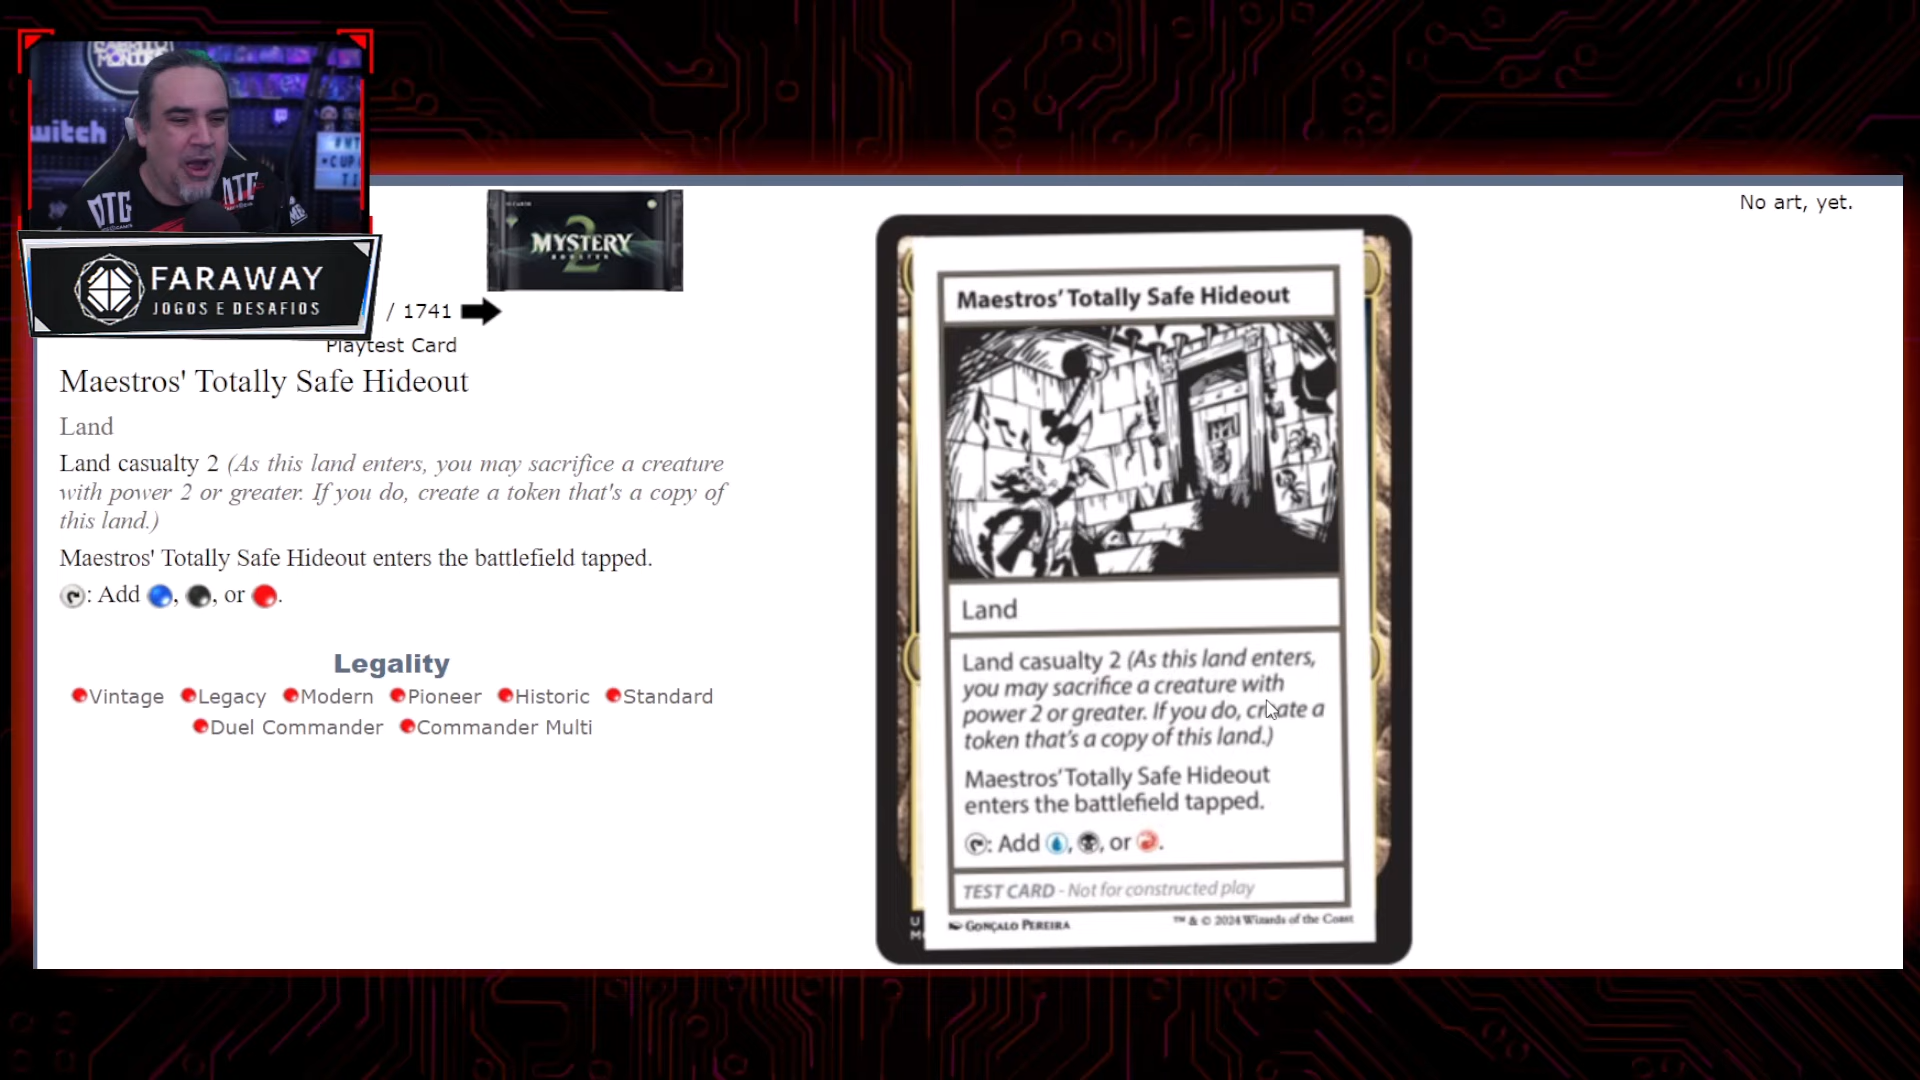 witch
MTG
MTG
FARAWAY
JOGOS E DESAFIOS
MYSTERY
2
BOOSTER
/ 1741
Playtest Card
Maestros' Totally Safe Hideout
Land
Land casualty 2 (As this land enters, you may sacrifice a creature
with power 2 or greater. If you do, create a token that's a copy of
this land.)
Maestros' Totally Safe Hideout enters the battlefield tapped.
: Add , , or .
Legality
Vintage Legacy Modern Pioneer Historic Standard
Duel Commander Commander Multi
No art, yet.
Maestros' Totally Safe Hideout
Land
Land casualty 2 (As this land enters,
you may sacrifice a creature with
power 2 or greater. If you do, create a
token that's a copy of this land.)
Maestros' Totally Safe Hideout
enters the battlefield tapped.
: Add , , or .
TEST CARD - Not for constructed play
GONÇALO PEREIRA
™ & © 2024 Wizards of the Coast